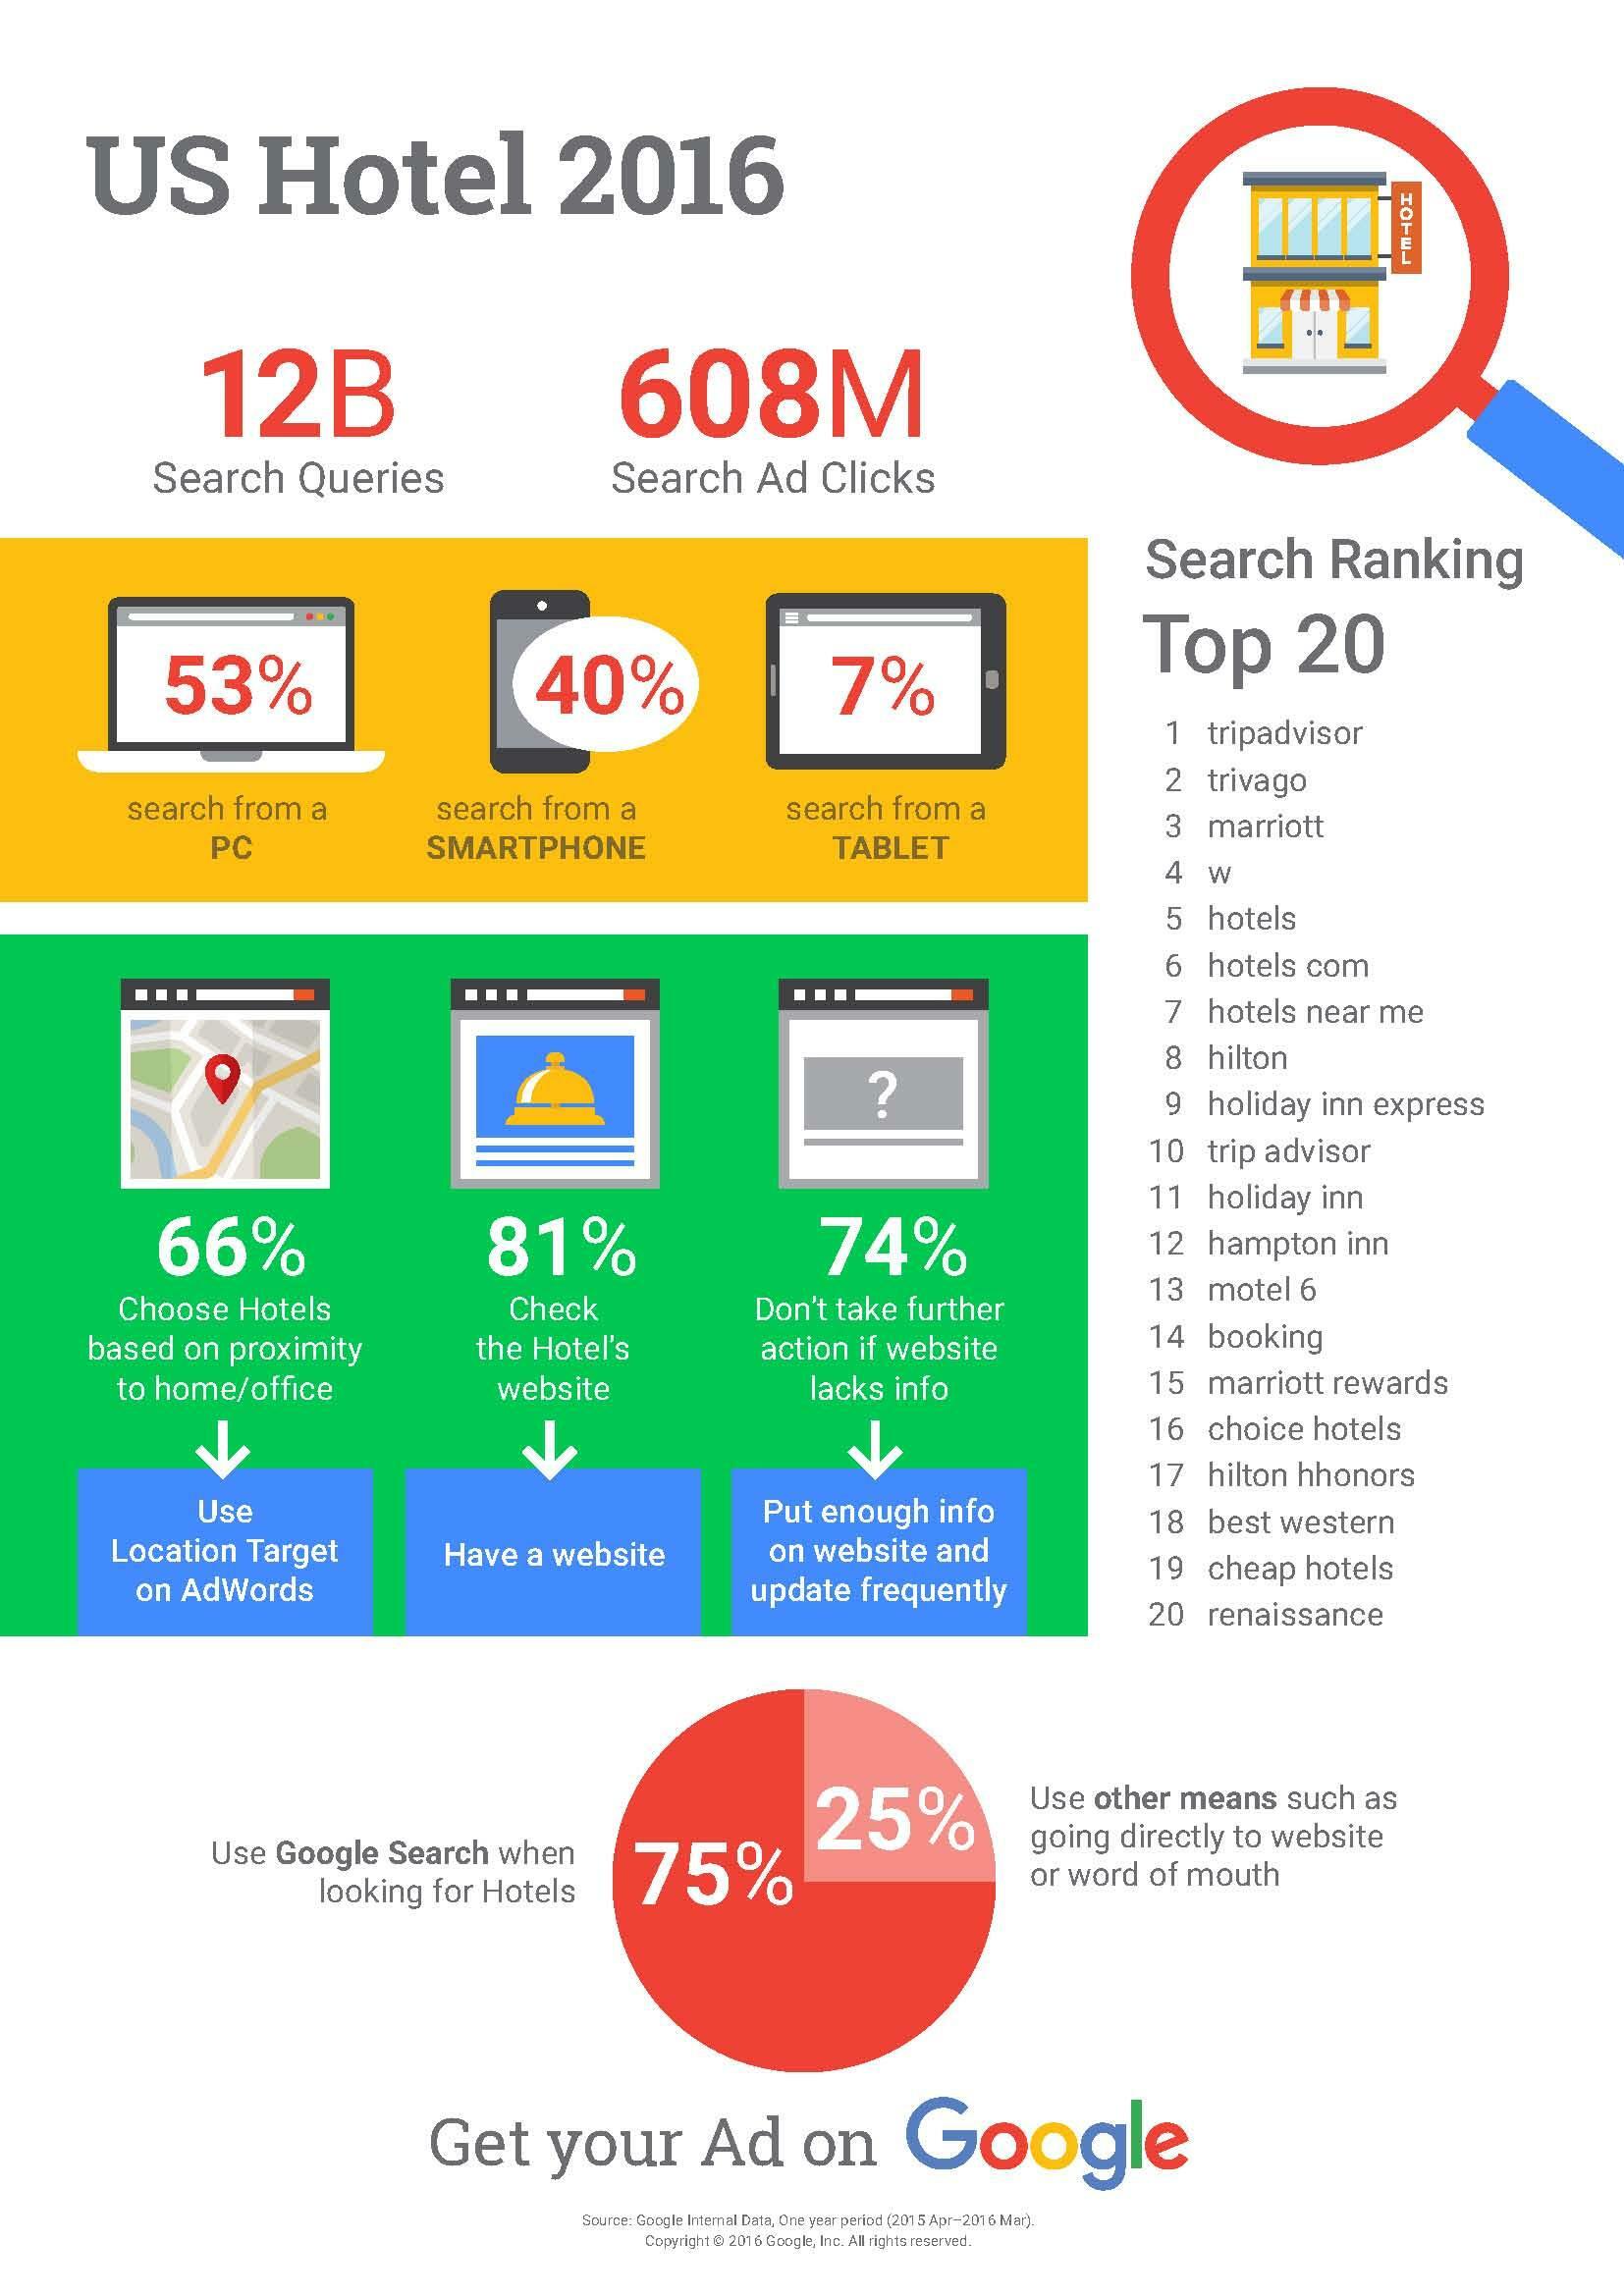 US Hotel 2016
HOTEL
12B
Search Queries
608M
Search Ad Clicks
53%
search from a
PC
40%
search from a
SMARTPHONE
7%
search from a
TABLET
66%
Choose Hotels
based on proximity
to home/office
Use
Location Target
on AdWords
81%
Check
the Hotel's
website
Have a website
?
74%
Don't take further
action if website
lacks info
Put enough info
on website and
update frequently
Search Ranking
Top 20
1 tripadvisor
2 trivago
3 marriott
4 w
5 hotels
6 hotels com
7 hotels near me
8 hilton
9 holiday inn express
10 trip advisor
11 holiday inn
12 hampton inn
13 motel 6
14 booking
15 marriott rewards
16 choice hotels
17 hilton hhonors
18 best western
19 cheap hotels
20 renaissance
Use Google Search when
looking for Hotels
75%
25%
Use other means such as
going directly to website
or word of mouth
Get your Ad on Google
Source: Google Internal Data, One year period (2015 Apr–2016 Mar).
Copyright © 2016 Google, Inc. All rights reserved.